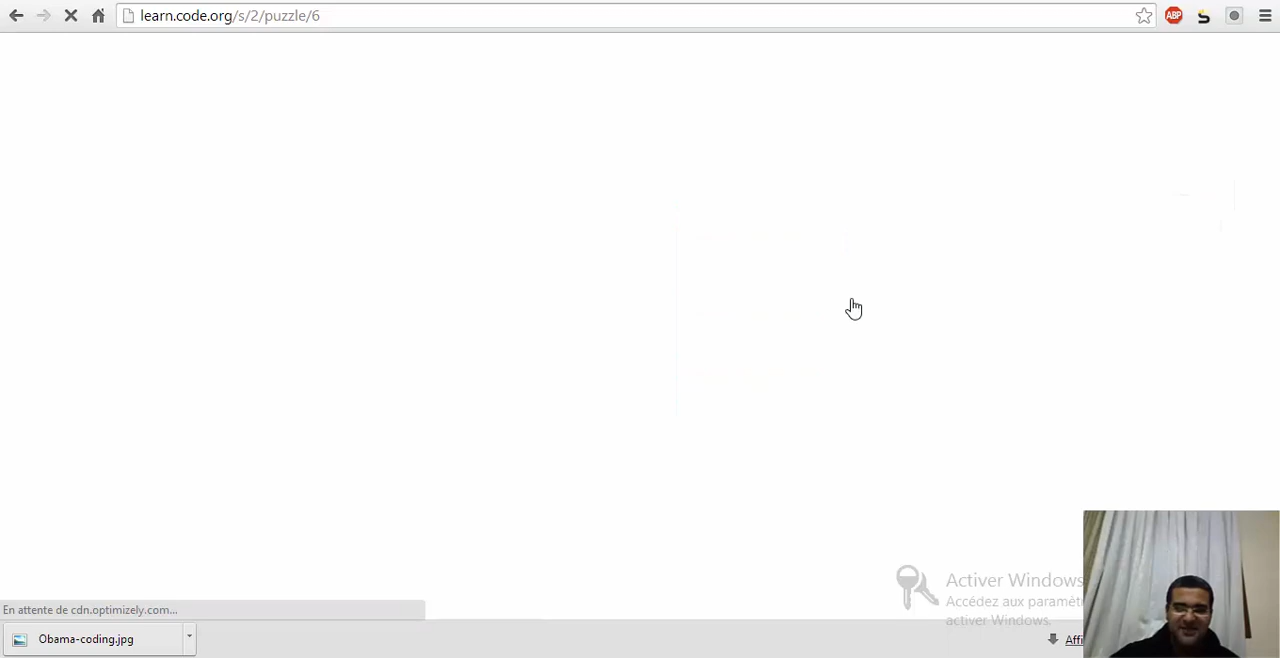 learn.code.org/s/2/puzzle/6
ABP
Activer Windows
Accédez aux paramèt
activer Windows.
En attente de cdn.optimizely.com...
Obama-coding.jpg
Affi